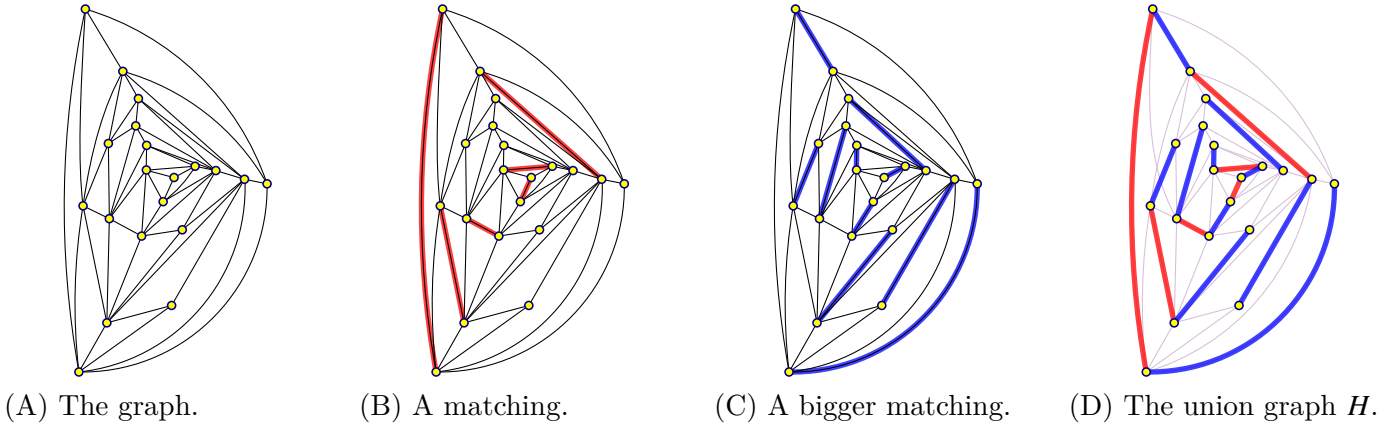 (A) The graph.
(B) A matching.
(C) A bigger matching.
(D) The union graph H.